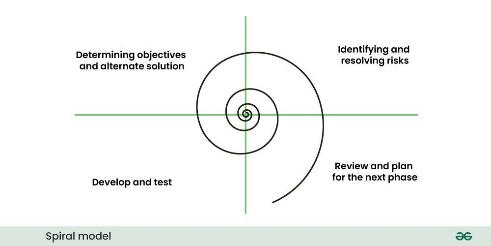 Determining objectives
and alternate solution
Identifying and
resolving risks
Develop and test
Review and plan
for the next phase
Spiral model